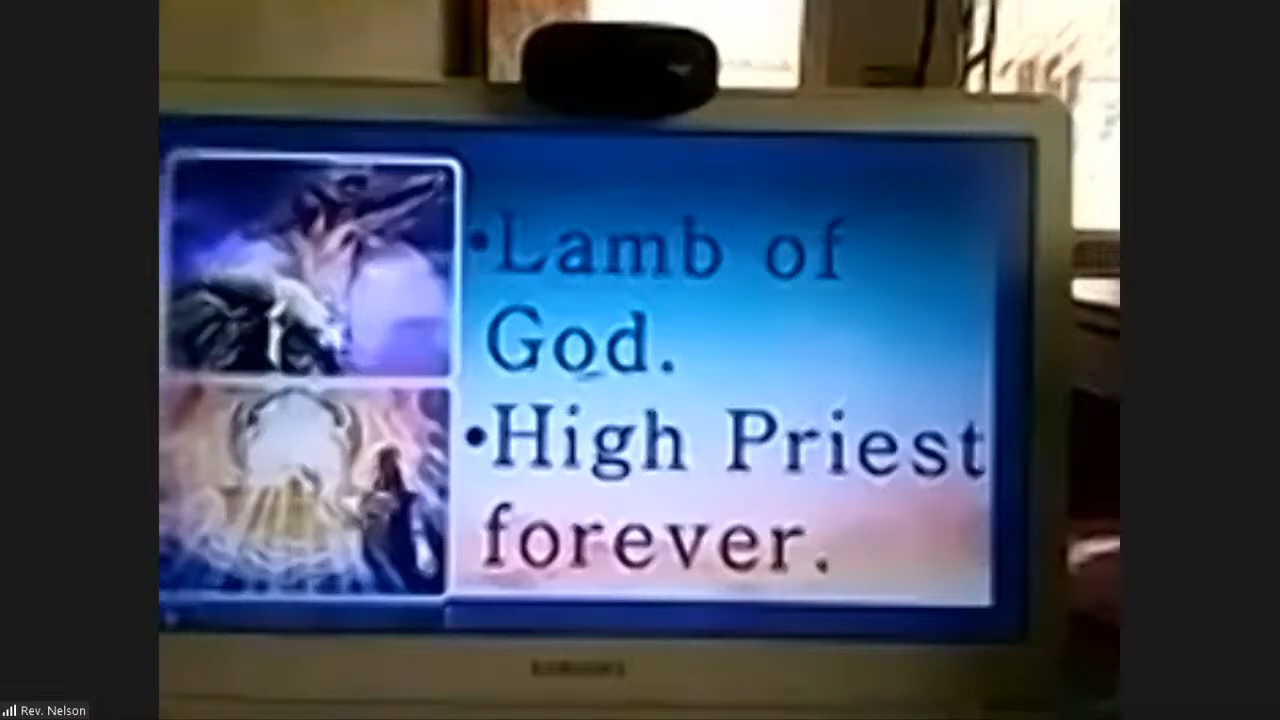 •Lamb of
God.
•High Priest
forever.
Rev. Nelson